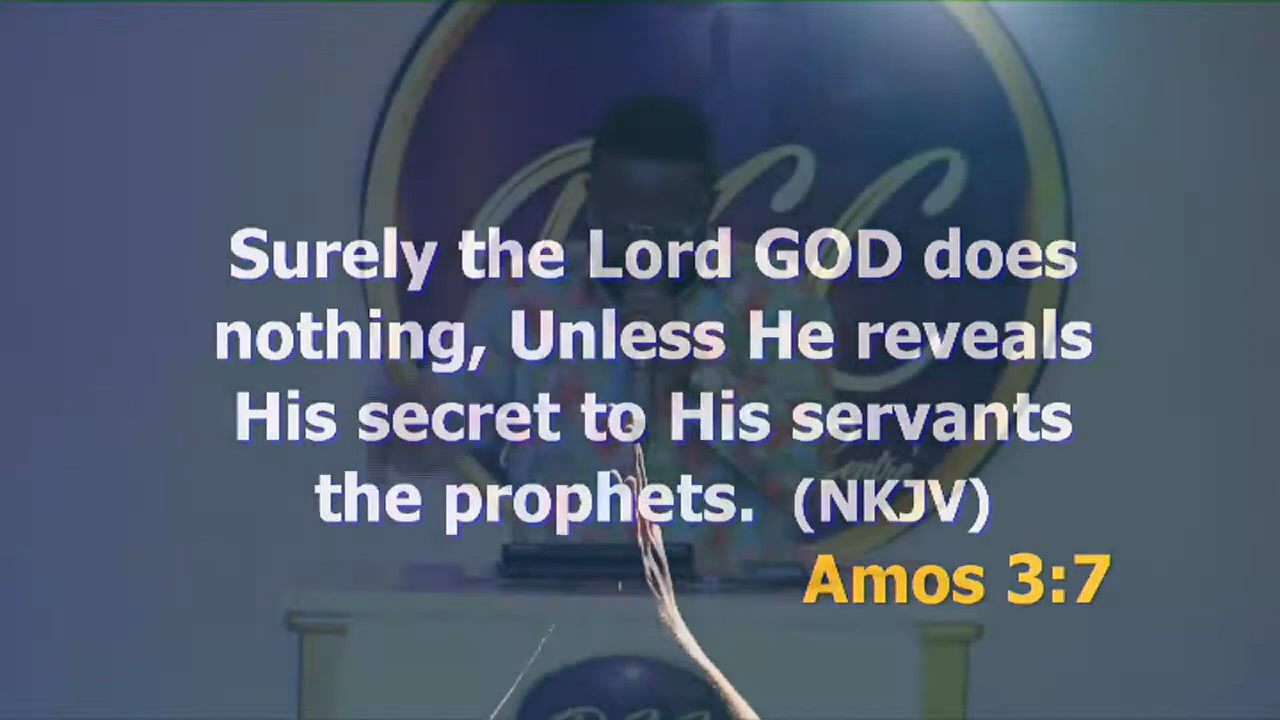 Surely the Lord GOD does
nothing, Unless He reveals
His secret to His servants
the prophets. (NKJV)
Amos 3:7